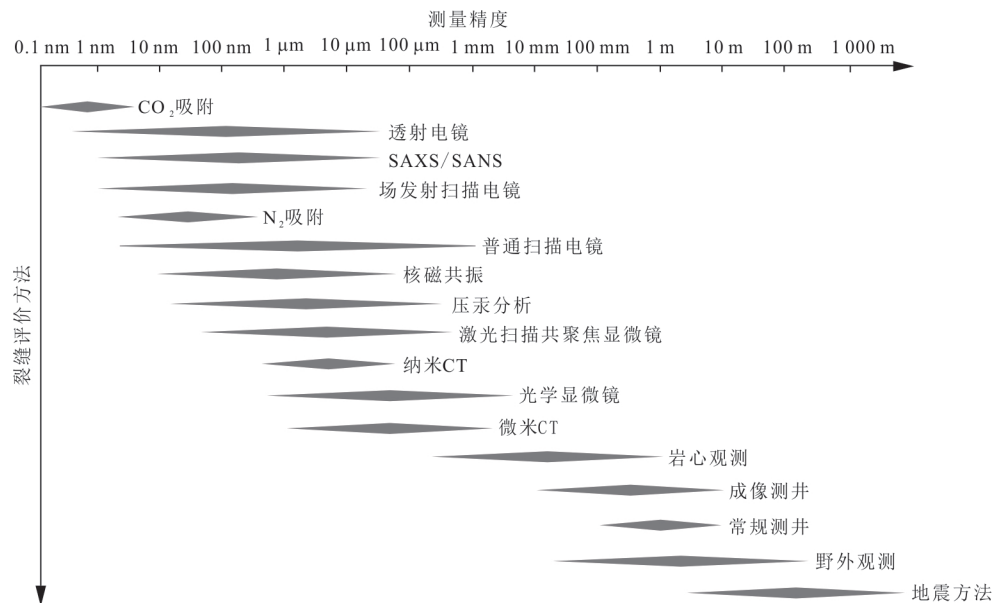 测量精度
0.1 nm 1 nm 10 nm 100 nm 1 μm 10 μm 100 μm 1 mm 10 mm 100 mm 1 m 10 m 100 m 1 000 m
CO₂吸附
透射电镜
SAXS/SANS
场发射扫描电镜
N₂吸附
普通扫描电镜
核磁共振
压汞分析
激光扫描共聚焦显微镜
纳米CT
光学显微镜
微米CT
岩心观测
成像测井
常规测井
野外观测
地震方法
裂缝评价方法